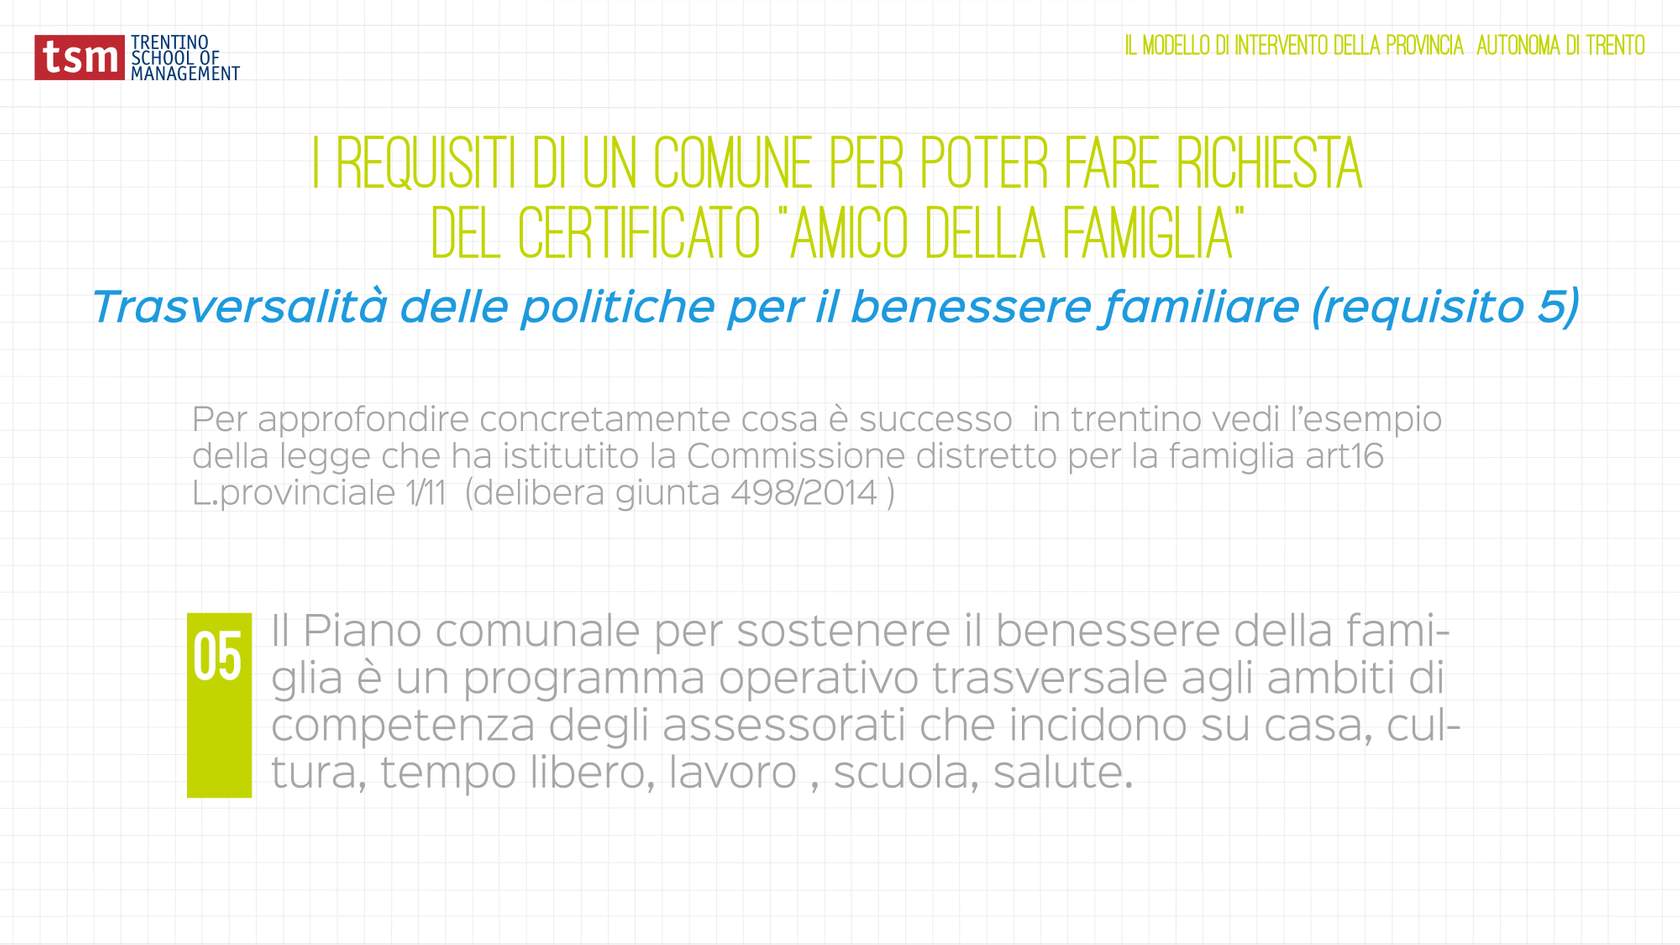 tsm
TRENTINO
SCHOOL OF
MANAGEMENT
IL MODELLO DI INTERVENTO DELLA PROVINCIA  AUTONOMA DI TRENTO
I REQUISITI DI UN COMUNE PER POTER FARE RICHIESTA
DEL CERTIFICATO "AMICO DELLA FAMIGLIA"
Trasversalità delle politiche per il benessere familiare (requisito 5)
Per approfondire concretamente cosa è successo  in trentino vedi l’esempio
della legge che ha istitutito la Commissione distretto per la famiglia art16
L.provinciale 1/11  (delibera giunta 498/2014 )
05
Il Piano comunale per sostenere il benessere della fami-
glia è un programma operativo trasversale agli ambiti di
competenza degli assessorati che incidono su casa, cul-
tura, tempo libero, lavoro , scuola, salute.